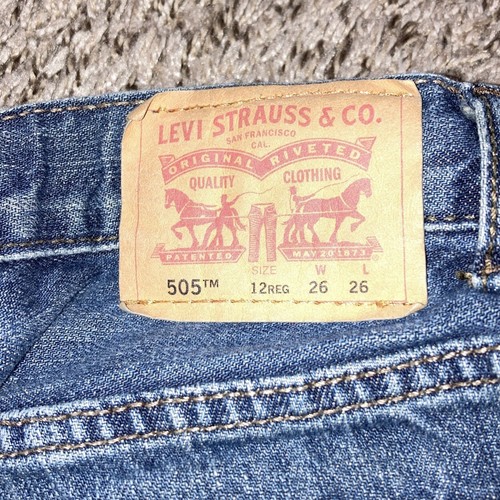 LEVI STRAUSS & CO.
SAN FRANCISCO
CAL.
ORIGINAL RIVETED
QUALITY CLOTHING
PATENTED MAY 20 1873
SIZE W L
505™ 12REG 26 26